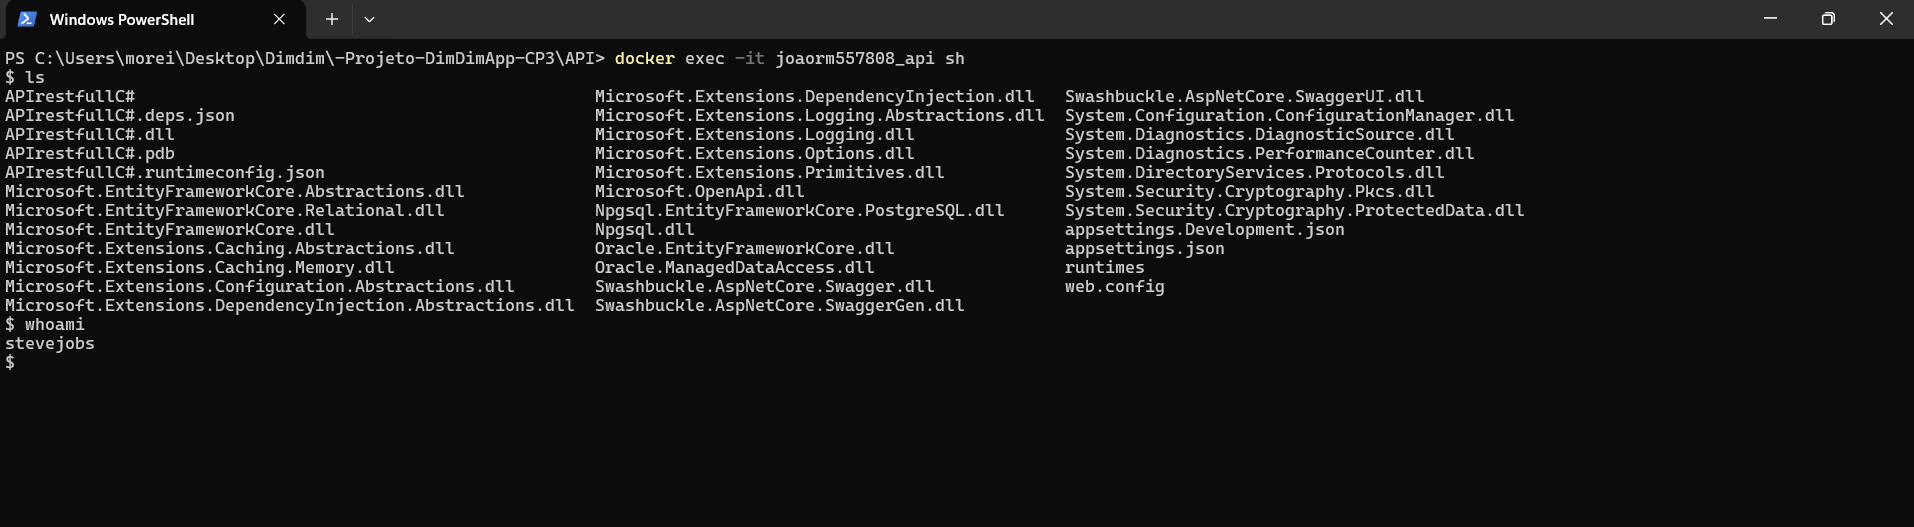 Windows PowerShell
PS C:\Users\morei\Desktop\Dimdim\-Projeto-DimDimApp-CP3\API> docker exec -it joaorm557808_api sh
$ ls
APIrestfullC# Microsoft.Extensions.DependencyInjection.dll Swashbuckle.AspNetCore.SwaggerUI.dll
APIrestfullC#.deps.json Microsoft.Extensions.Logging.Abstractions.dll System.Configuration.ConfigurationManager.dll
APIrestfullC#.dll Microsoft.Extensions.Logging.dll System.Diagnostics.DiagnosticSource.dll
APIrestfullC#.pdb Microsoft.Extensions.Options.dll System.Diagnostics.PerformanceCounter.dll
APIrestfullC#.runtimeconfig.json Microsoft.Extensions.Primitives.dll System.DirectoryServices.Protocols.dll
Microsoft.EntityFrameworkCore.Abstractions.dll Microsoft.OpenApi.dll System.Security.Cryptography.Pkcs.dll
Microsoft.EntityFrameworkCore.Relational.dll Npgsql.EntityFrameworkCore.PostgreSQL.dll System.Security.Cryptography.ProtectedData.dll
Microsoft.EntityFrameworkCore.dll Npgsql.dll appsettings.Development.json
Microsoft.Extensions.Caching.Abstractions.dll Oracle.EntityFrameworkCore.dll appsettings.json
Microsoft.Extensions.Caching.Memory.dll Oracle.ManagedDataAccess.dll runtimes
Microsoft.Extensions.Configuration.Abstractions.dll Swashbuckle.AspNetCore.Swagger.dll web.config
Microsoft.Extensions.DependencyInjection.Abstractions.dll Swashbuckle.AspNetCore.SwaggerGen.dll
$ whoami
stevejobs
$